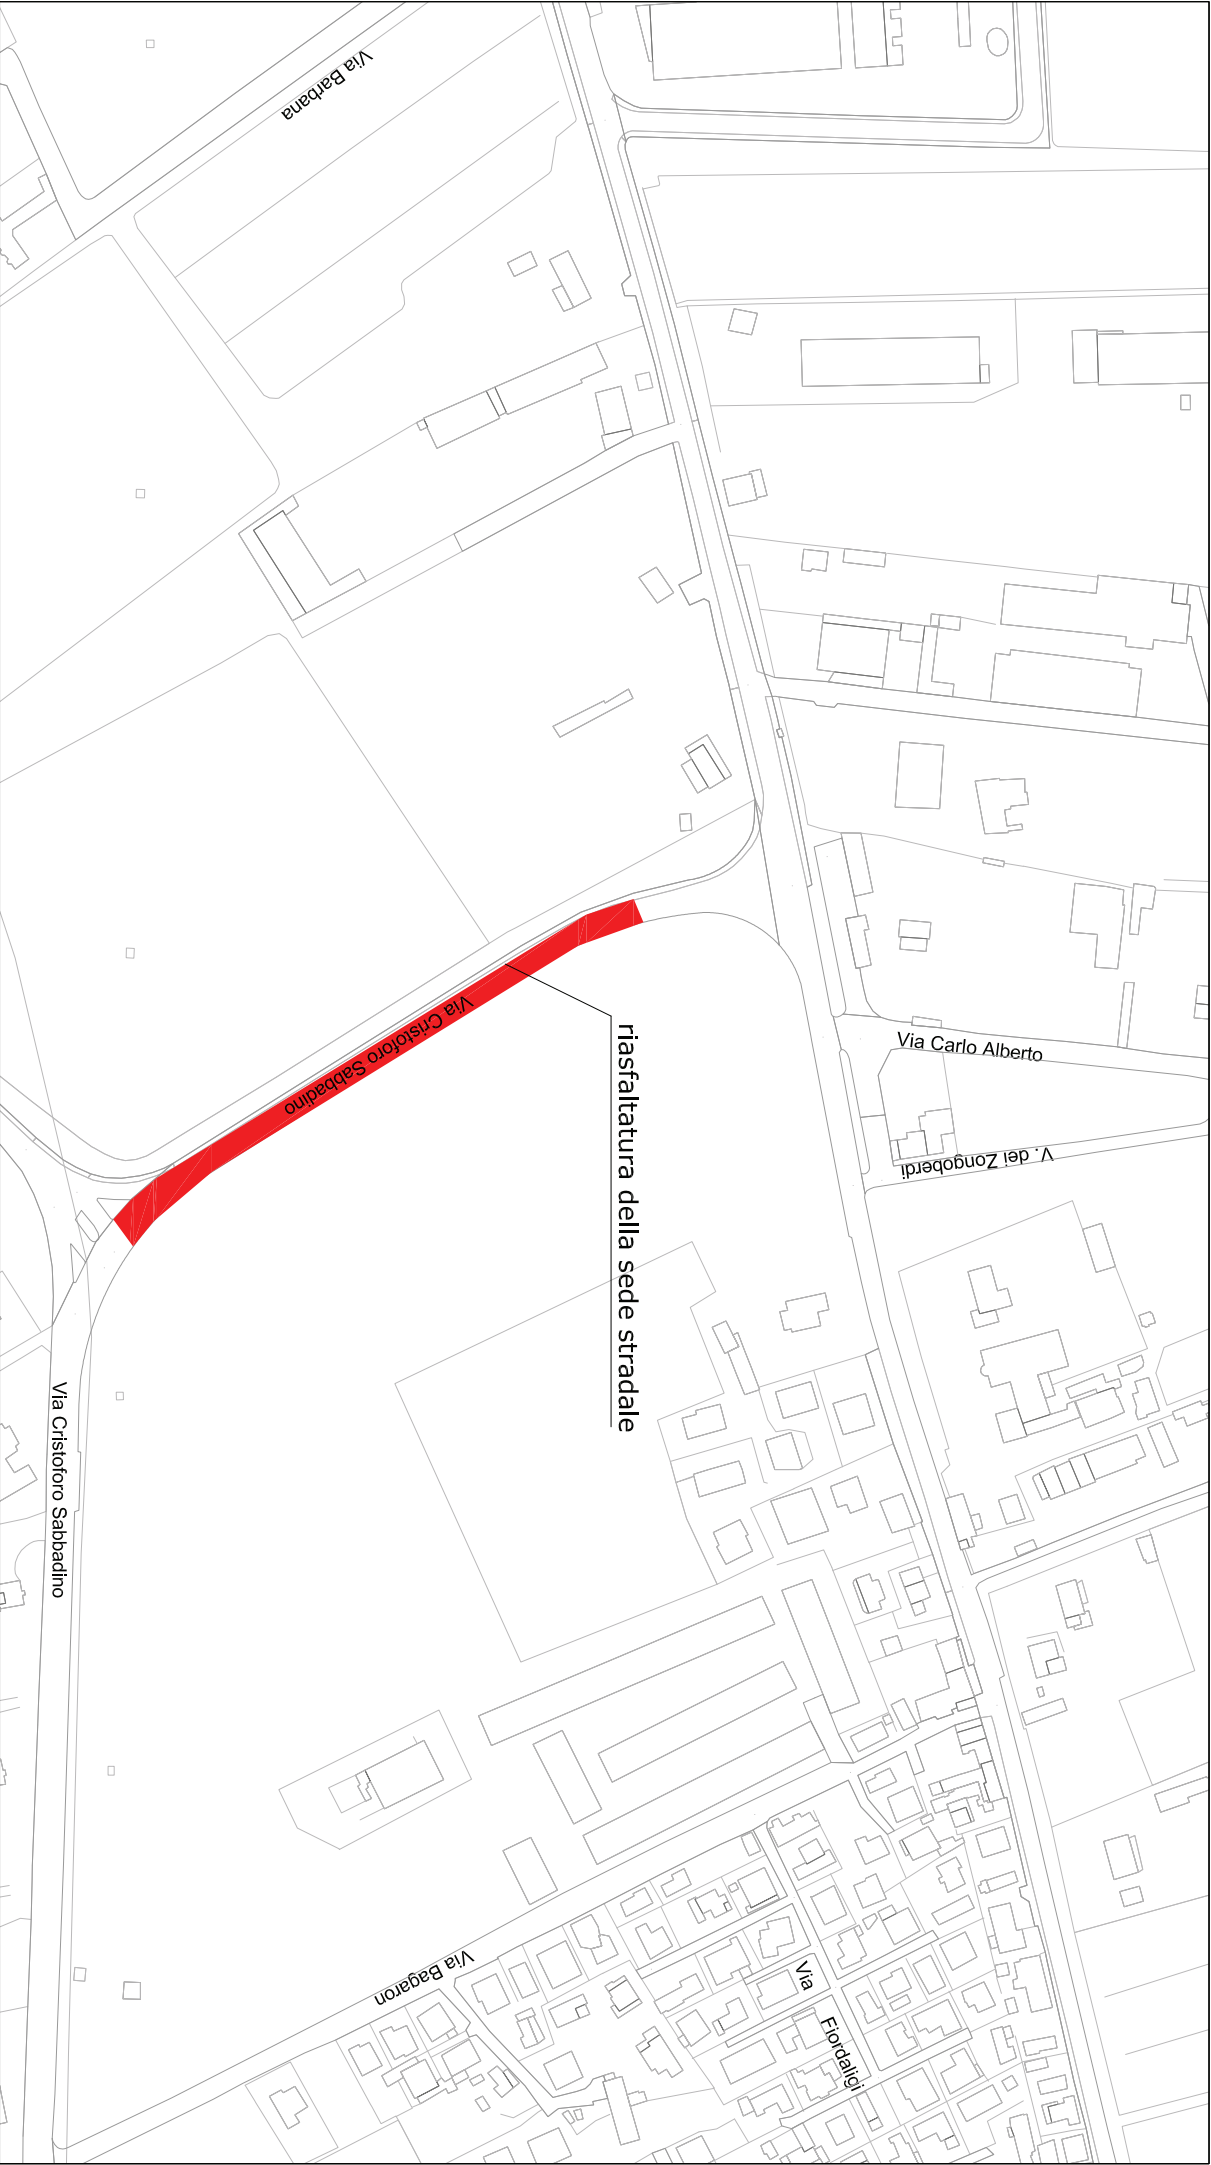 Via Barbana
Via Cristoforo Sabbadino
riasfaltatura della sede stradale
Via Carlo Alberto
V. dei Zongoberdi
Via Cristoforo Sabbadino
Via Bagaron
Via
Fiordaligi